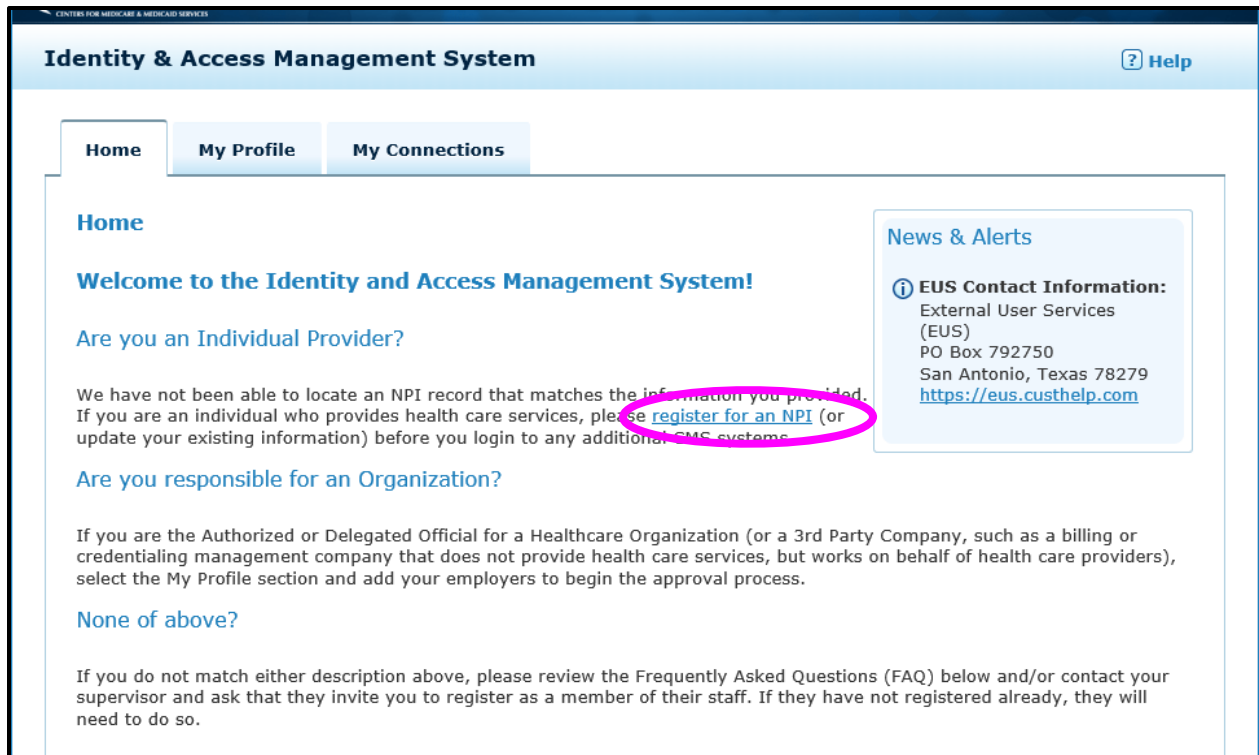 CENTERS FOR MEDICARE & MEDICAID SERVICES
Identity & Access Management System
? Help
Home
My Profile
My Connections
Home
Welcome to the Identity and Access Management System!
Are you an Individual Provider?
We have not been able to locate an NPI record that matches the information you provided.
If you are an individual who provides health care services, please register for an NPI (or
update your existing information) before you login to any additional CMS systems.
Are you responsible for an Organization?
If you are the Authorized or Delegated Official for a Healthcare Organization (or a 3rd Party Company, such as a billing or
credentialing management company that does not provide health care services, but works on behalf of health care providers),
select the My Profile section and add your employers to begin the approval process.
None of above?
If you do not match either description above, please review the Frequently Asked Questions (FAQ) below and/or contact your
supervisor and ask that they invite you to register as a member of their staff. If they have not registered already, they will
need to do so.
News & Alerts
EUS Contact Information:
External User Services
(EUS)
PO Box 792750
San Antonio, Texas 78279
https://eus.custhelp.com